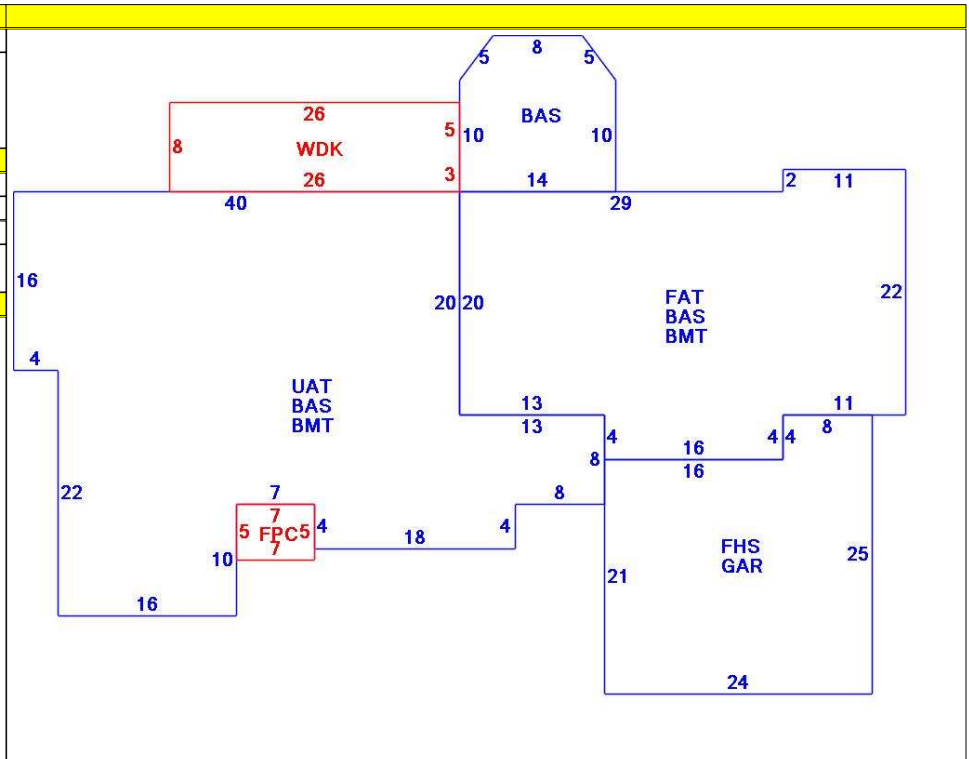 5 8 5
26 5 10 BAS 10
8 WDK
26 3 14 2 11
40 29
16
20 20 FAT 22
BAS
BMT
4
UAT 13 11
BAS 13 4 4 4 8
BMT 8 16
16
22 7 8
7
5 FPC 5 4 18 4
7
10 FHS 25
GAR
21
16
24